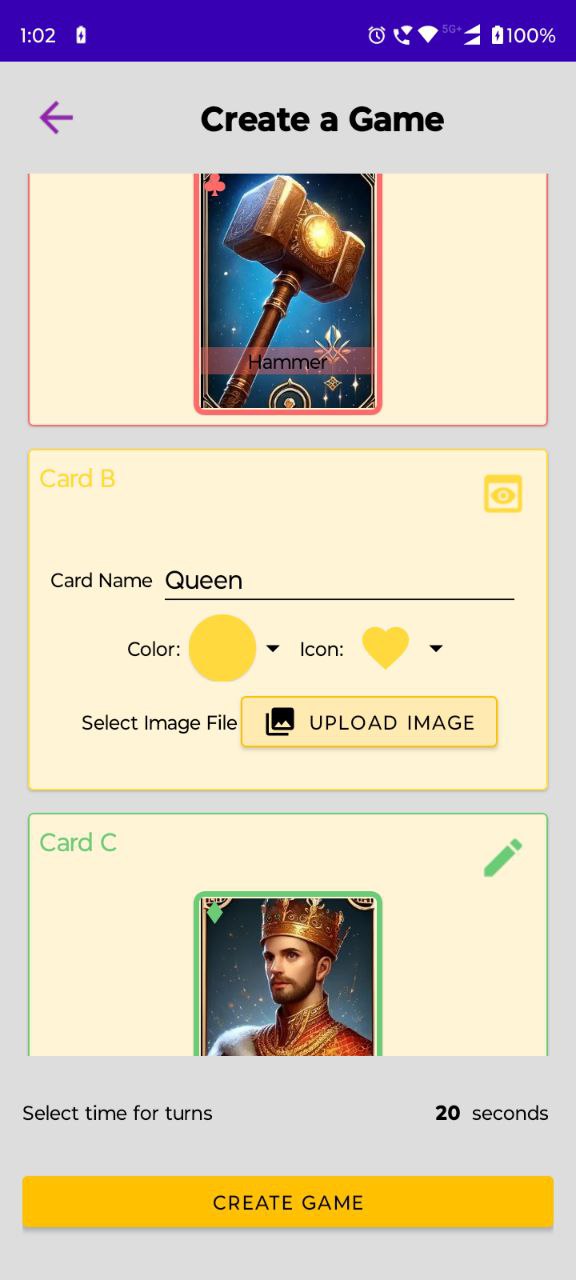 1:02 5G+ 100%
Create a Game
Hammer
Card B
Card Name Queen
Color: Icon:
Select Image File UPLOAD IMAGE
Card C
Select time for turns 20 seconds
CREATE GAME